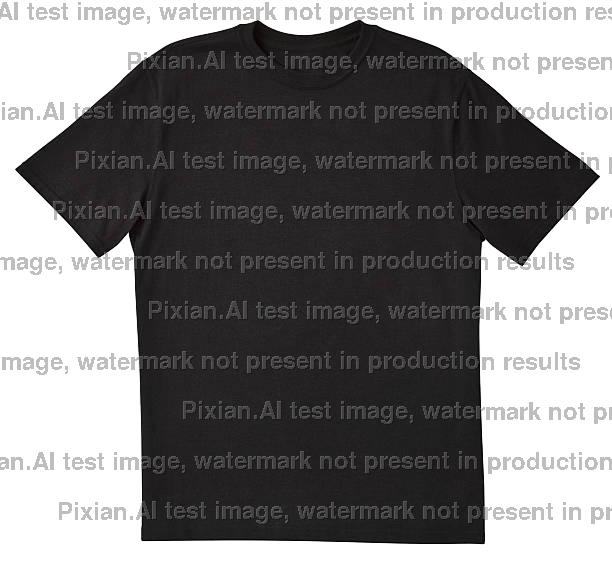 AI test image, watermark not present in production results
Pixian.AI test image, watermark not presen
ian.AI test image, watermark not present in production
Pixian.AI test image, watermark not present in p
Pixian.AI test image, watermark not present in pr
mage, watermark not present in production results
Pixian.AI test image, watermark not prese
image, watermark not present in production results
Pixian.AI test image, watermark not p
an.AI test image, watermark not present in production
Pixian.AI test image, watermark not present in pr